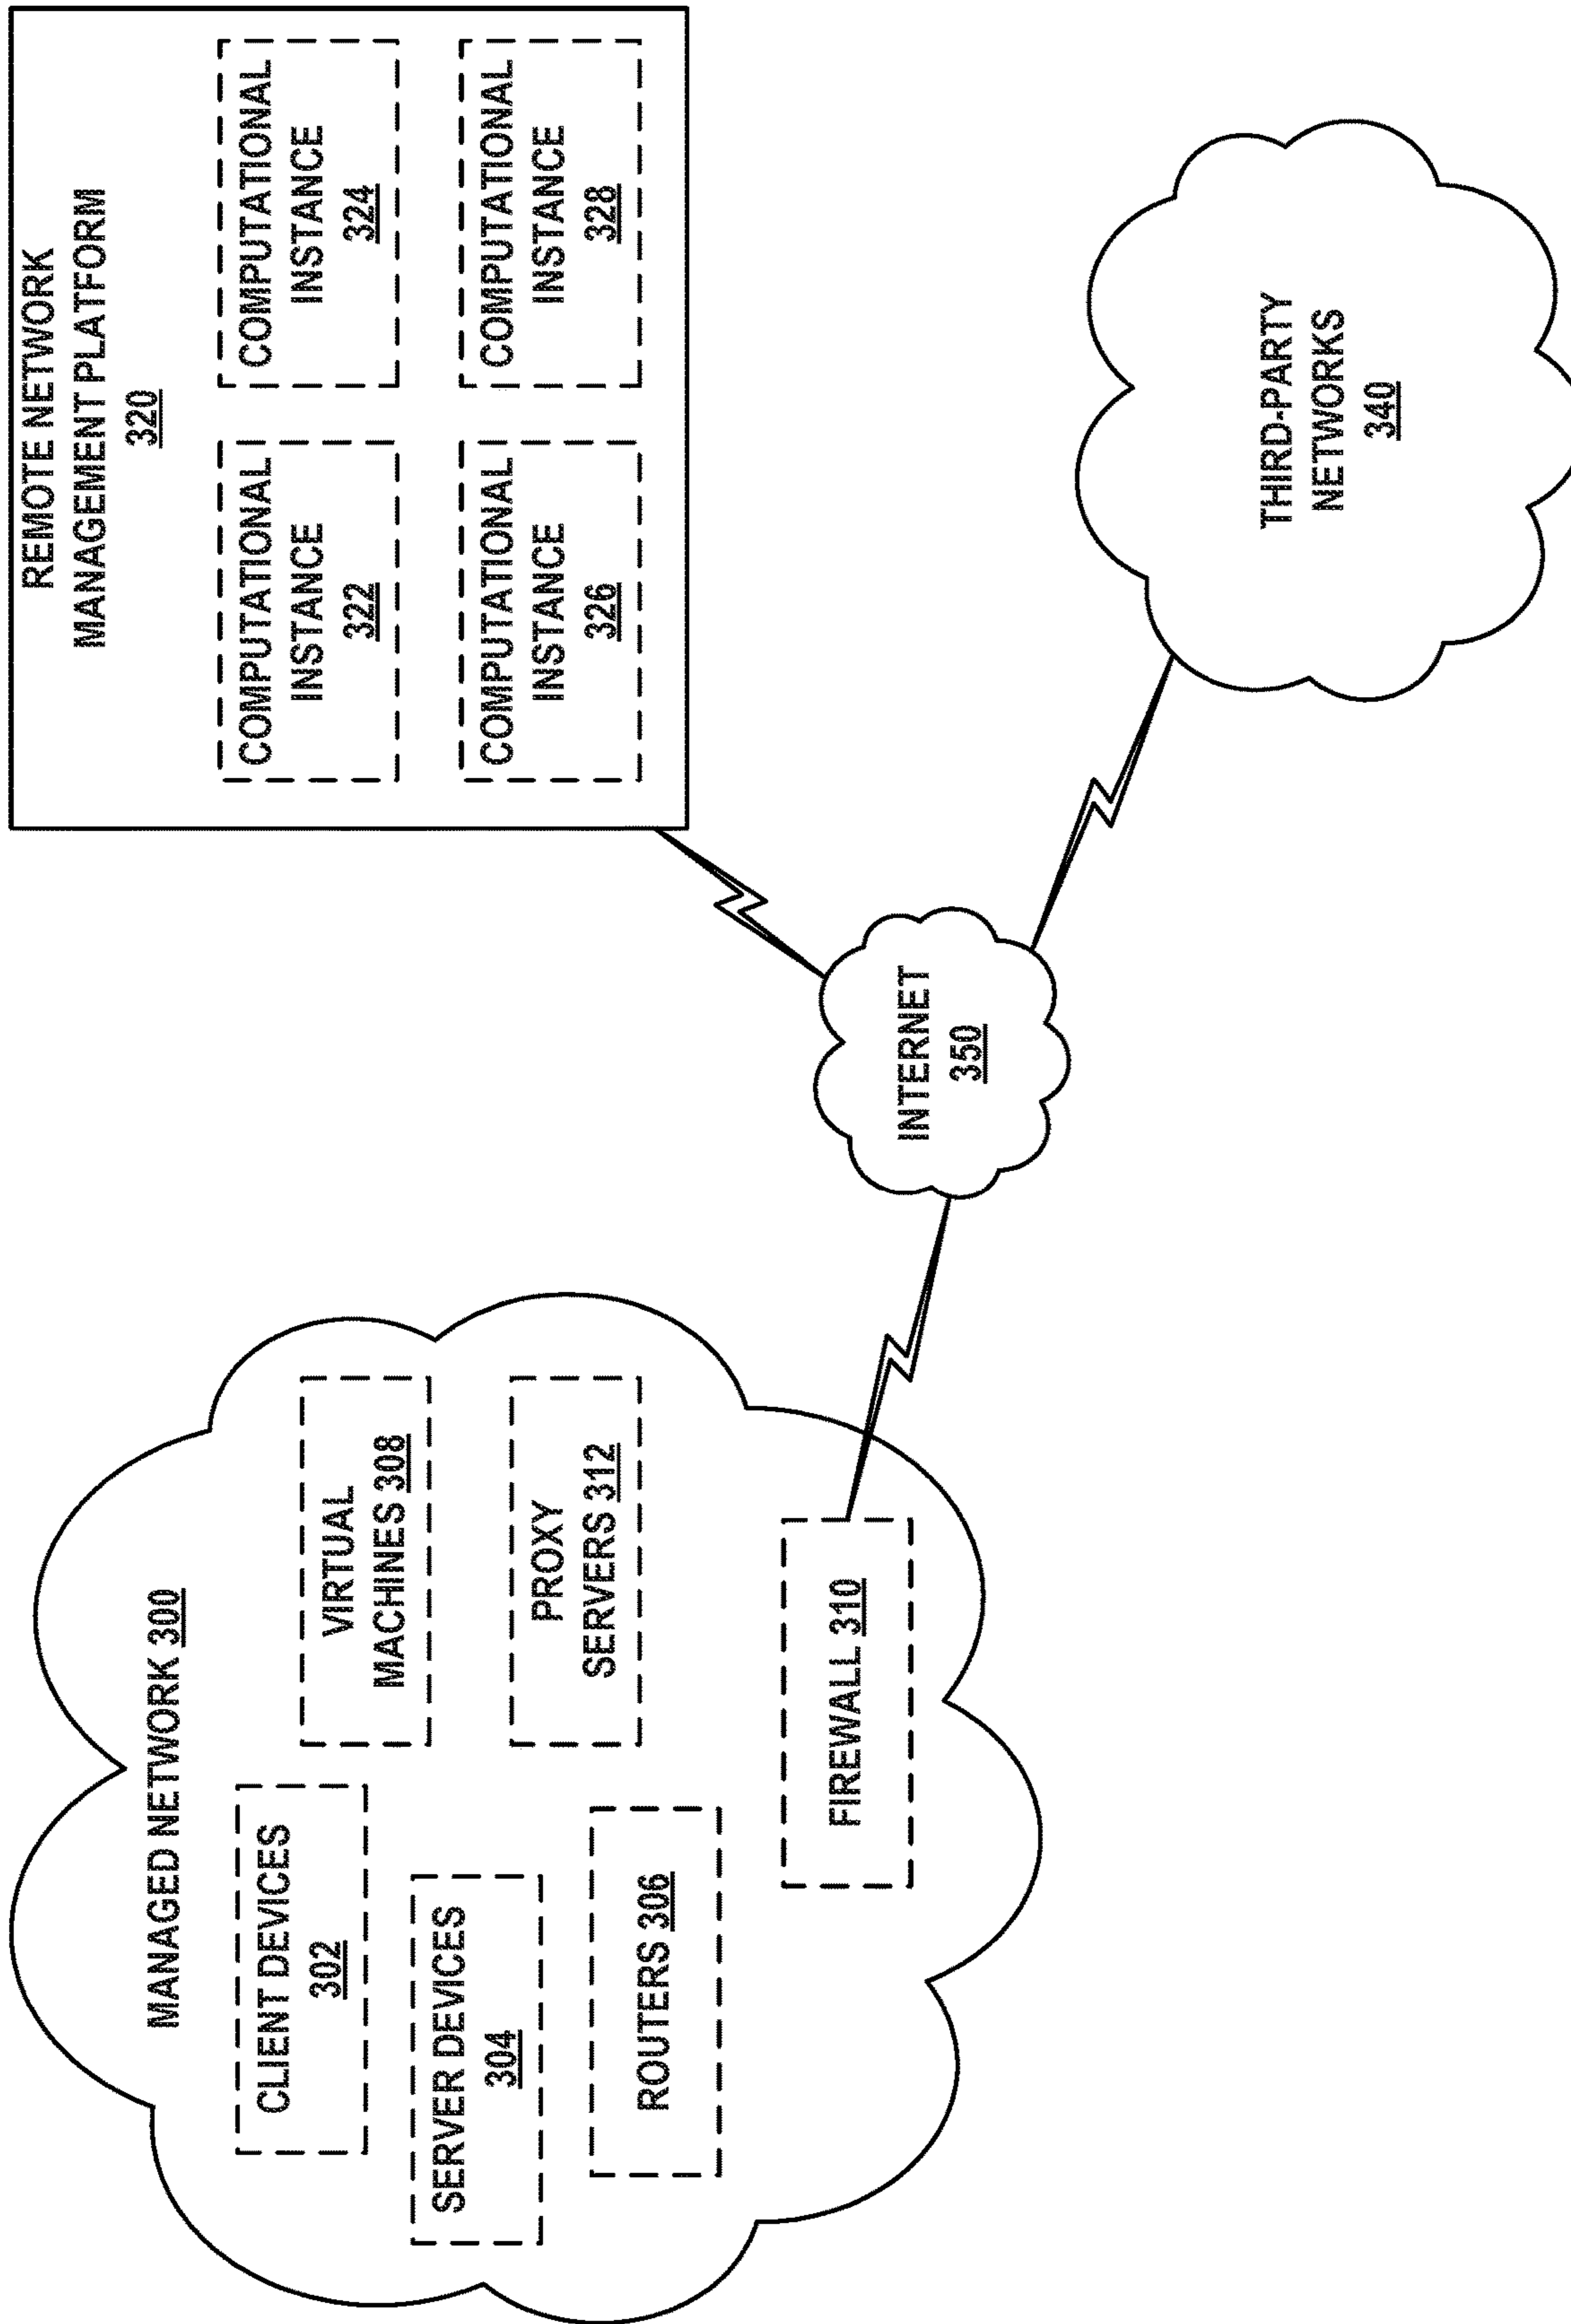 MANAGED NETWORK 300
CLIENT DEVICES
302
SERVER DEVICES
304
ROUTERS 306
VIRTUAL
MACHINES 308
PROXY
SERVERS 312
FIREWALL 310
INTERNET
350
REMOTE NETWORK
MANAGEMENT PLATFORM
320
COMPUTATIONAL
INSTANCE
322
COMPUTATIONAL
INSTANCE
324
COMPUTATIONAL
INSTANCE
326
COMPUTATIONAL
INSTANCE
328
THIRD-PARTY
NETWORKS
340